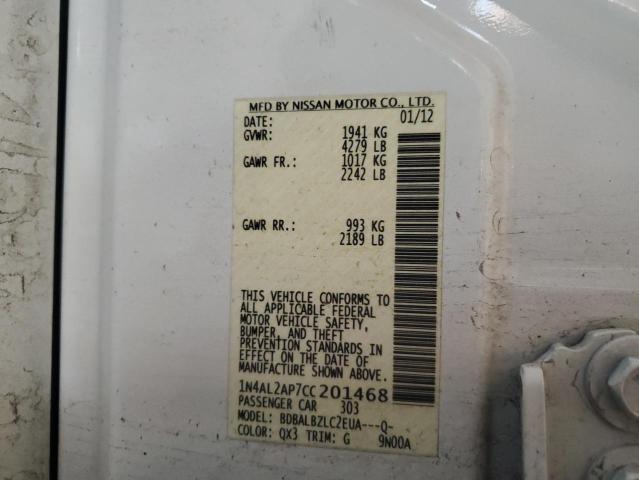 MFD BY NISSAN MOTOR CO., LTD.
DATE: 01/12
GVWR: 1941 KG
4279 LB
GAWR FR.: 1017 KG
2242 LB
GAWR RR.: 993 KG
2189 LB
THIS VEHICLE CONFORMS TO
ALL APPLICABLE FEDERAL
MOTOR VEHICLE SAFETY,
BUMPER, AND THEFT
PREVENTION STANDARDS IN
EFFECT ON THE DATE OF
MANUFACTURE SHOWN ABOVE.
1N4AL2AP7CC201468
PASSENGER CAR 303
MODEL: BDBALBZLC2EUA---Q-
COLOR: QX3 TRIM: G 9N00A